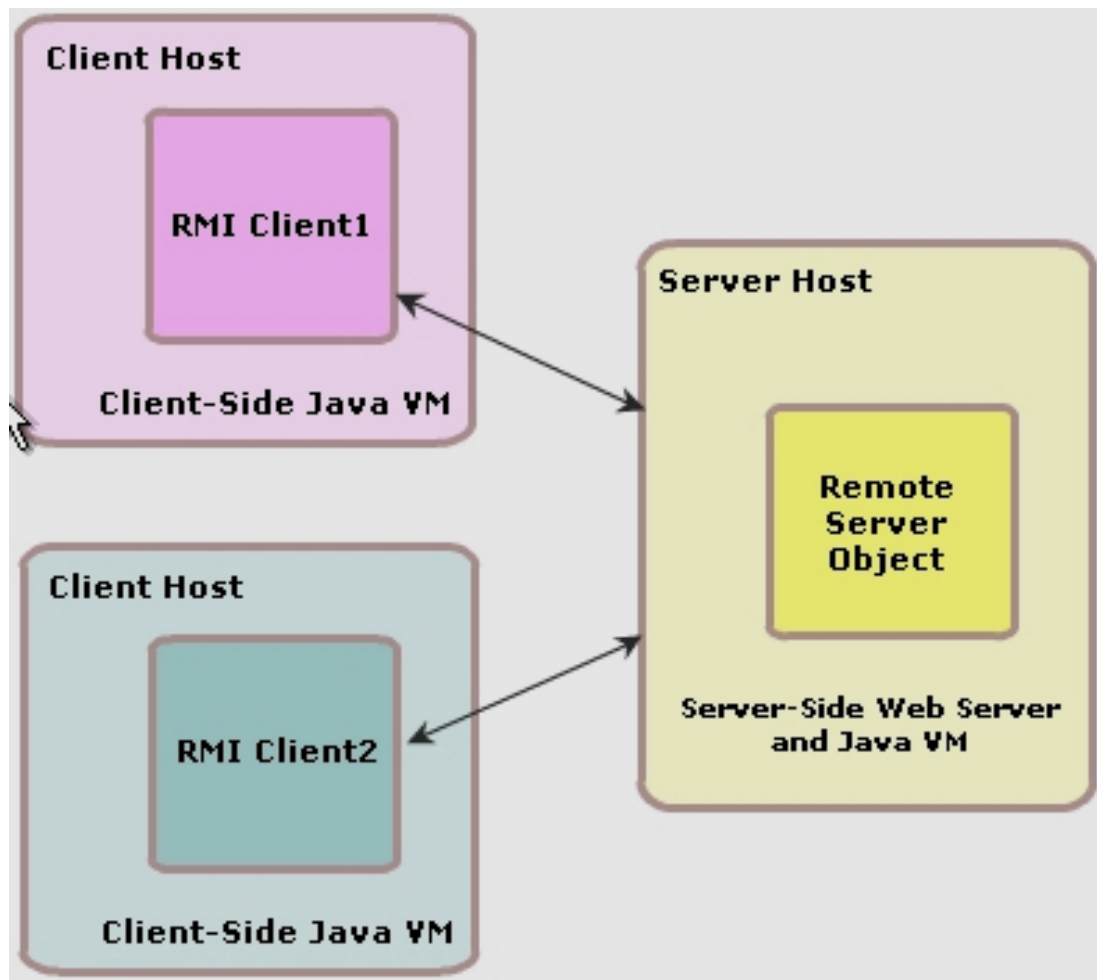 Client Host
RMI Client1
Client-Side Java VM
Server Host
Remote
Server
Object
Server-Side Web Server
and Java VM
Client Host
RMI Client2
Client-Side Java VM